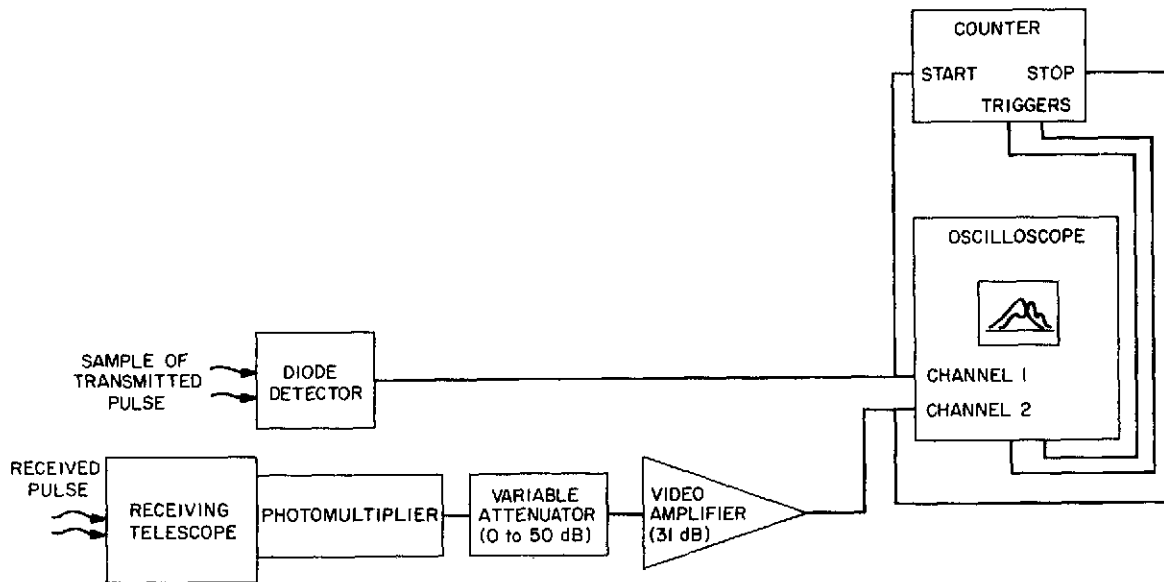 COUNTER
START STOP
TRIGGERS
OSCILLOSCOPE
CHANNEL 1
CHANNEL 2
SAMPLE OF
TRANSMITTED
PULSE
DIODE
DETECTOR
RECEIVED
PULSE
RECEIVING
TELESCOPE
PHOTOMULTIPLIER
VARIABLE
ATTENUATOR
(0 to 50 dB)
VIDEO
AMPLIFIER
(31 dB)